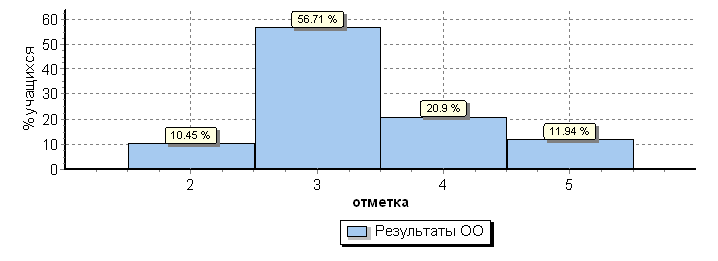 % учащихся
60
50
40
30
20
10
0
10.45 %
56.71 %
20.9 %
11.94 %
2 3 4 5
отметка
Результаты ОО